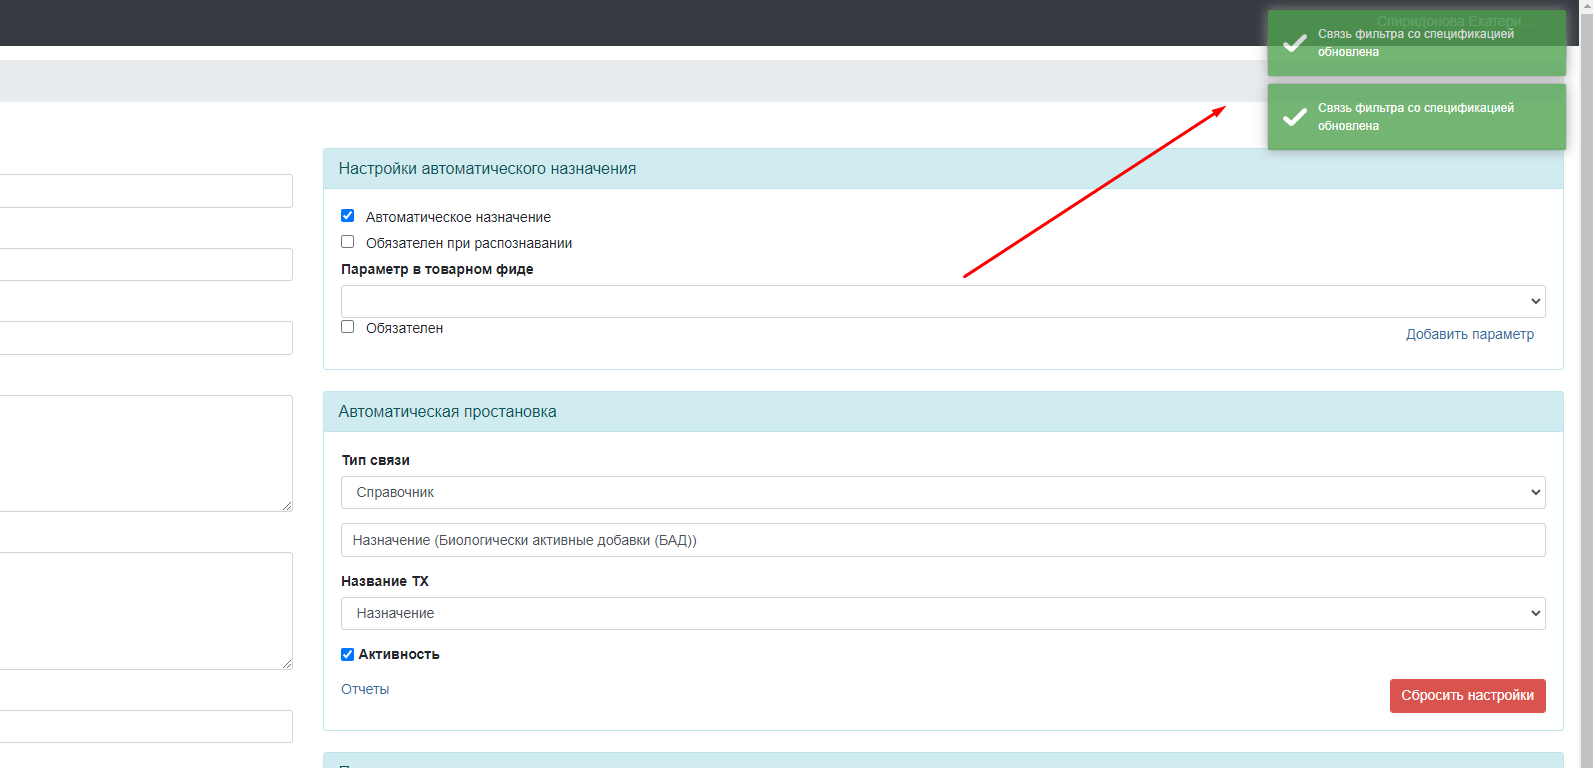 Спиридонова Екатери...
Связь фильтра со спецификацией
обновлена
Связь фильтра со спецификацией
обновлена
Настройки автоматического назначения
Автоматическое назначение
Обязателен при распознавании
Параметр в товарном фиде
Обязателен
Добавить параметр
Автоматическая простановка
Тип связи
Справочник
Назначение (Биологически активные добавки (БАД))
Название ТХ
Назначение
Активность
Отчеты
Сбросить настройки